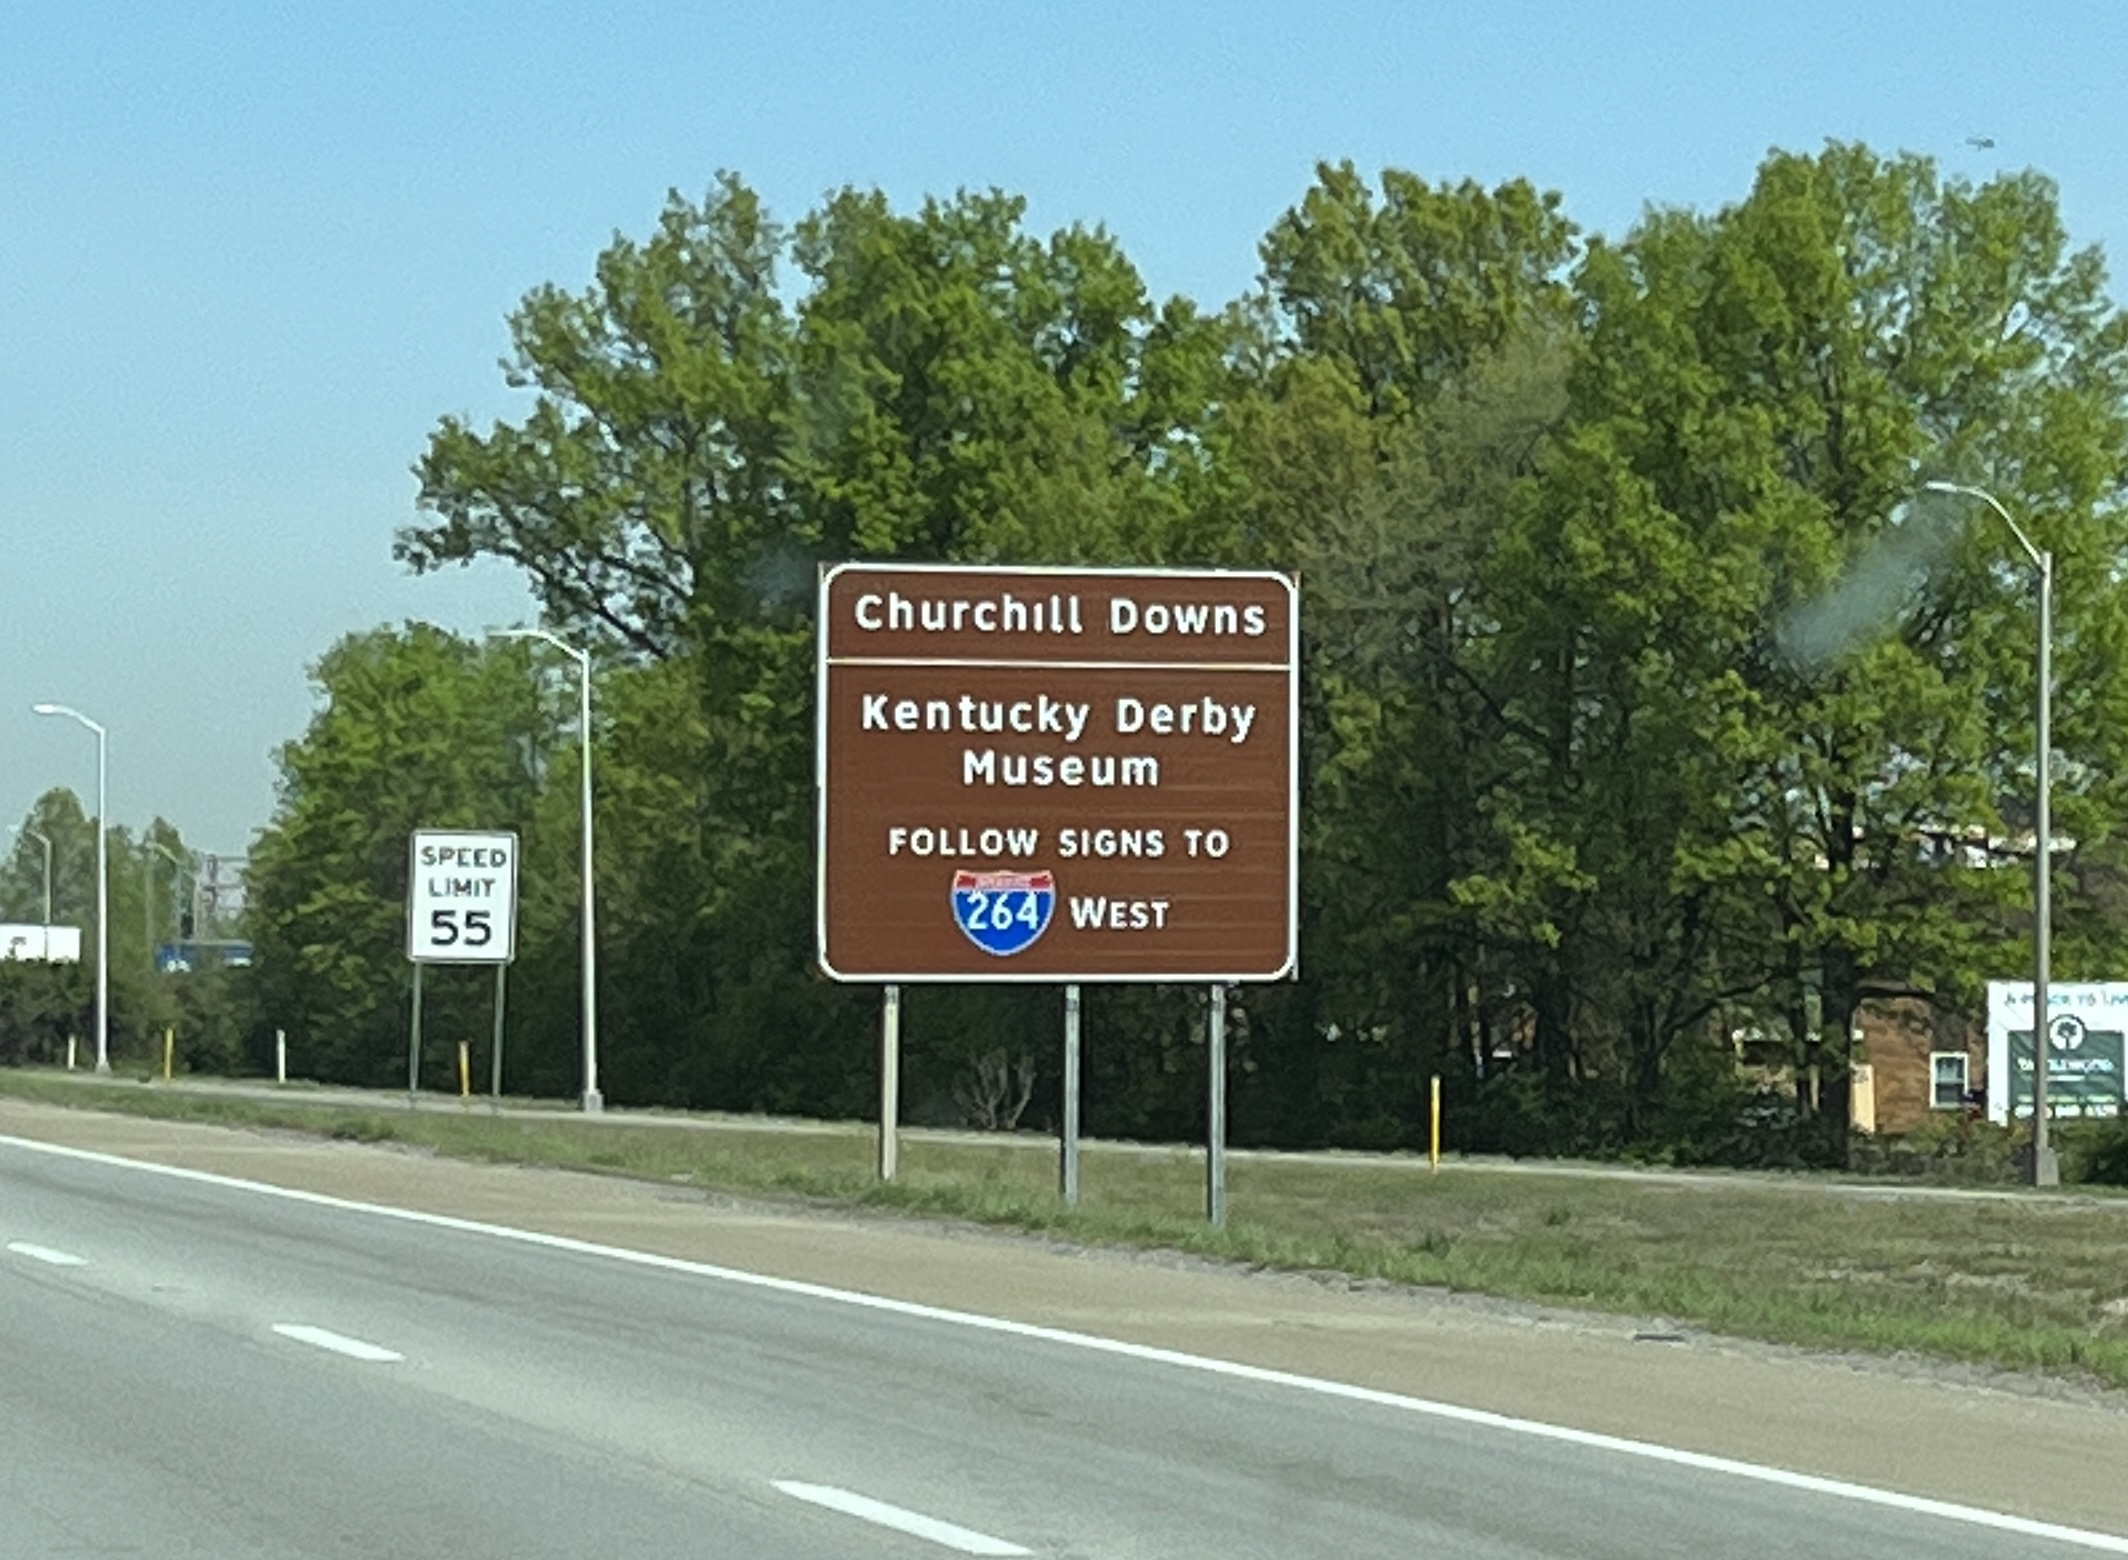 Churchill Downs
Kentucky Derby
Museum
FOLLOW SIGNS TO
264 WEST
SPEED
LIMIT
55